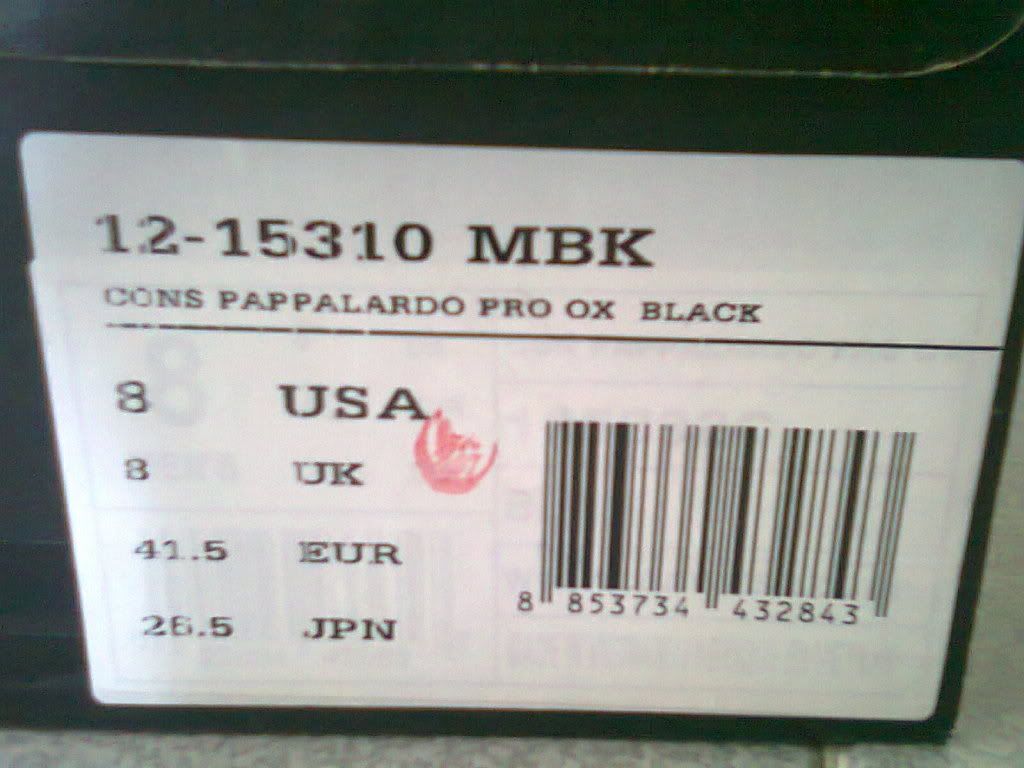 12-15310 MBK
CONS PAPPALARDO PRO OX BLACK
8 USA
8 UK
41.5 EUR
26.5 JPN
8 853734 432843